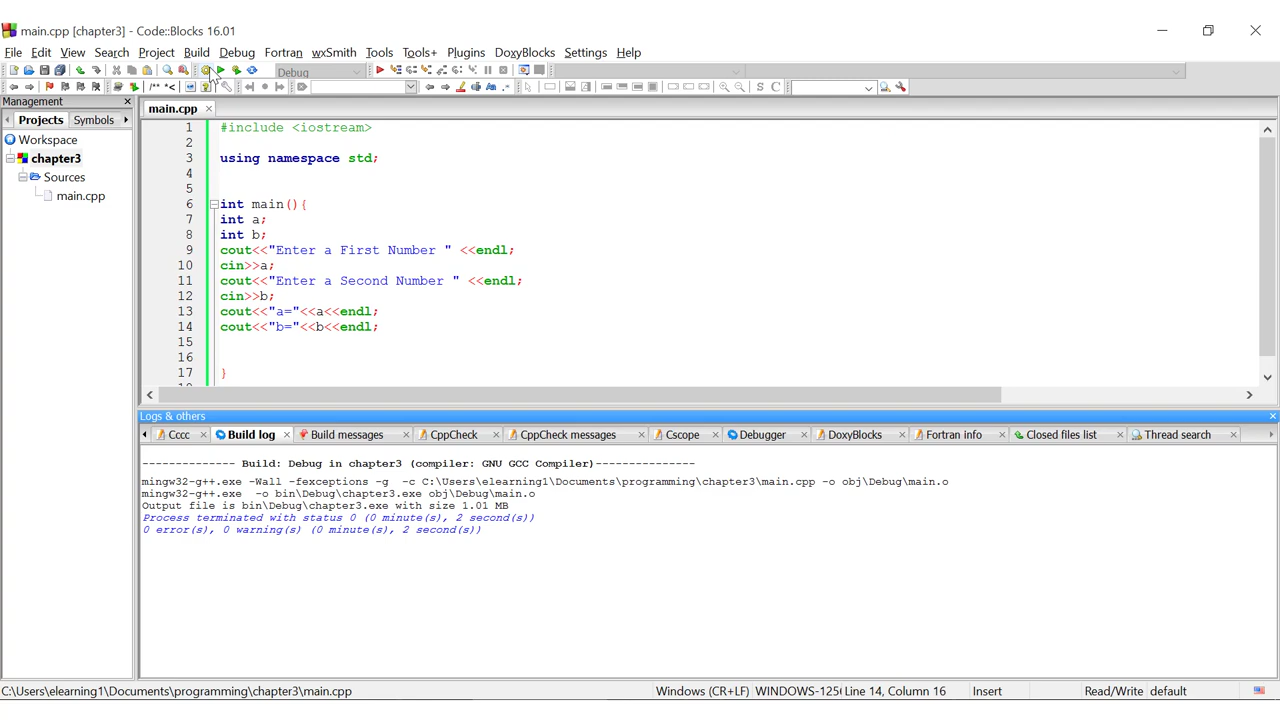 main.cpp [chapter3] - Code::Blocks 16.01
File Edit View Search Project Build Debug Fortran wxSmith Tools Tools+ Plugins DoxyBlocks Settings Help
Debug
/** *<
S C
Management
main.cpp
Projects Symbols
Workspace
chapter3
Sources
main.cpp
1 #include <iostream>
2
3 using namespace std;
4
5
6 int main(){
7 int a;
8 int b;
9 cout<<"Enter a First Number " <<endl;
10 cin>>a;
11 cout<<"Enter a Second Number " <<endl;
12 cin>>b;
13 cout<<"a="<<a<<endl;
14 cout<<"b="<<b<<endl;
15
16
17 }
Logs & others
Cccc Build log Build messages CppCheck CppCheck messages Cscope Debugger DoxyBlocks Fortran info Closed files list Thread search
-------------- Build: Debug in chapter3 (compiler: GNU GCC Compiler)---------------
mingw32-g++.exe -Wall -fexceptions -g  -c C:\Users\elearning1\Documents\programming\chapter3\main.cpp -o obj\Debug\main.o
mingw32-g++.exe  -o bin\Debug\chapter3.exe obj\Debug\main.o
Output file is bin\Debug\chapter3.exe with size 1.01 MB
Process terminated with status 0 (0 minute(s), 2 second(s))
0 error(s), 0 warning(s) (0 minute(s), 2 second(s))
C:\Users\elearning1\Documents\programming\chapter3\main.cpp Windows (CR+LF) WINDOWS-125 Line 14, Column 16 Insert Read/Write default